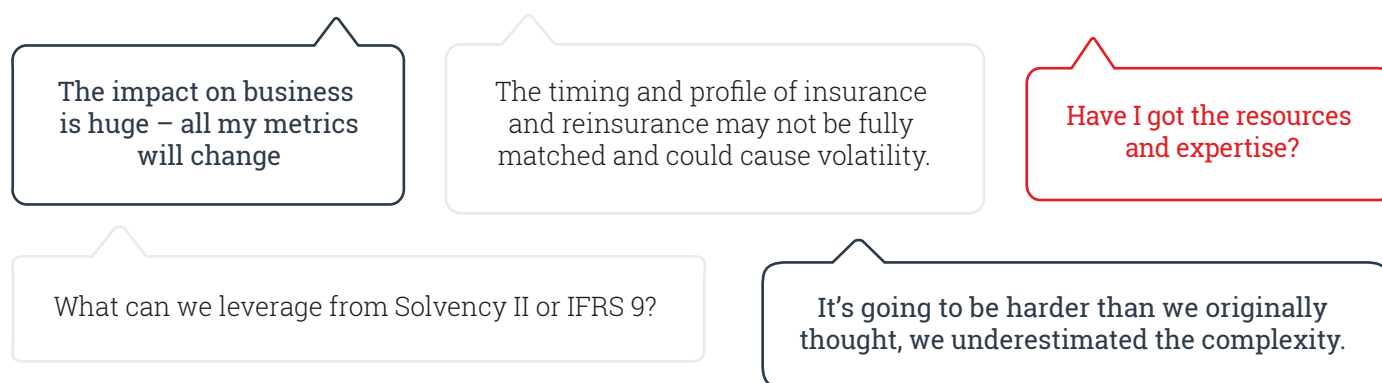 The impact on business
is huge – all my metrics
will change
The timing and profile of insurance
and reinsurance may not be fully
matched and could cause volatility.
Have I got the resources
and expertise?
What can we leverage from Solvency II or IFRS 9?
It’s going to be harder than we originally
thought, we underestimated the complexity.